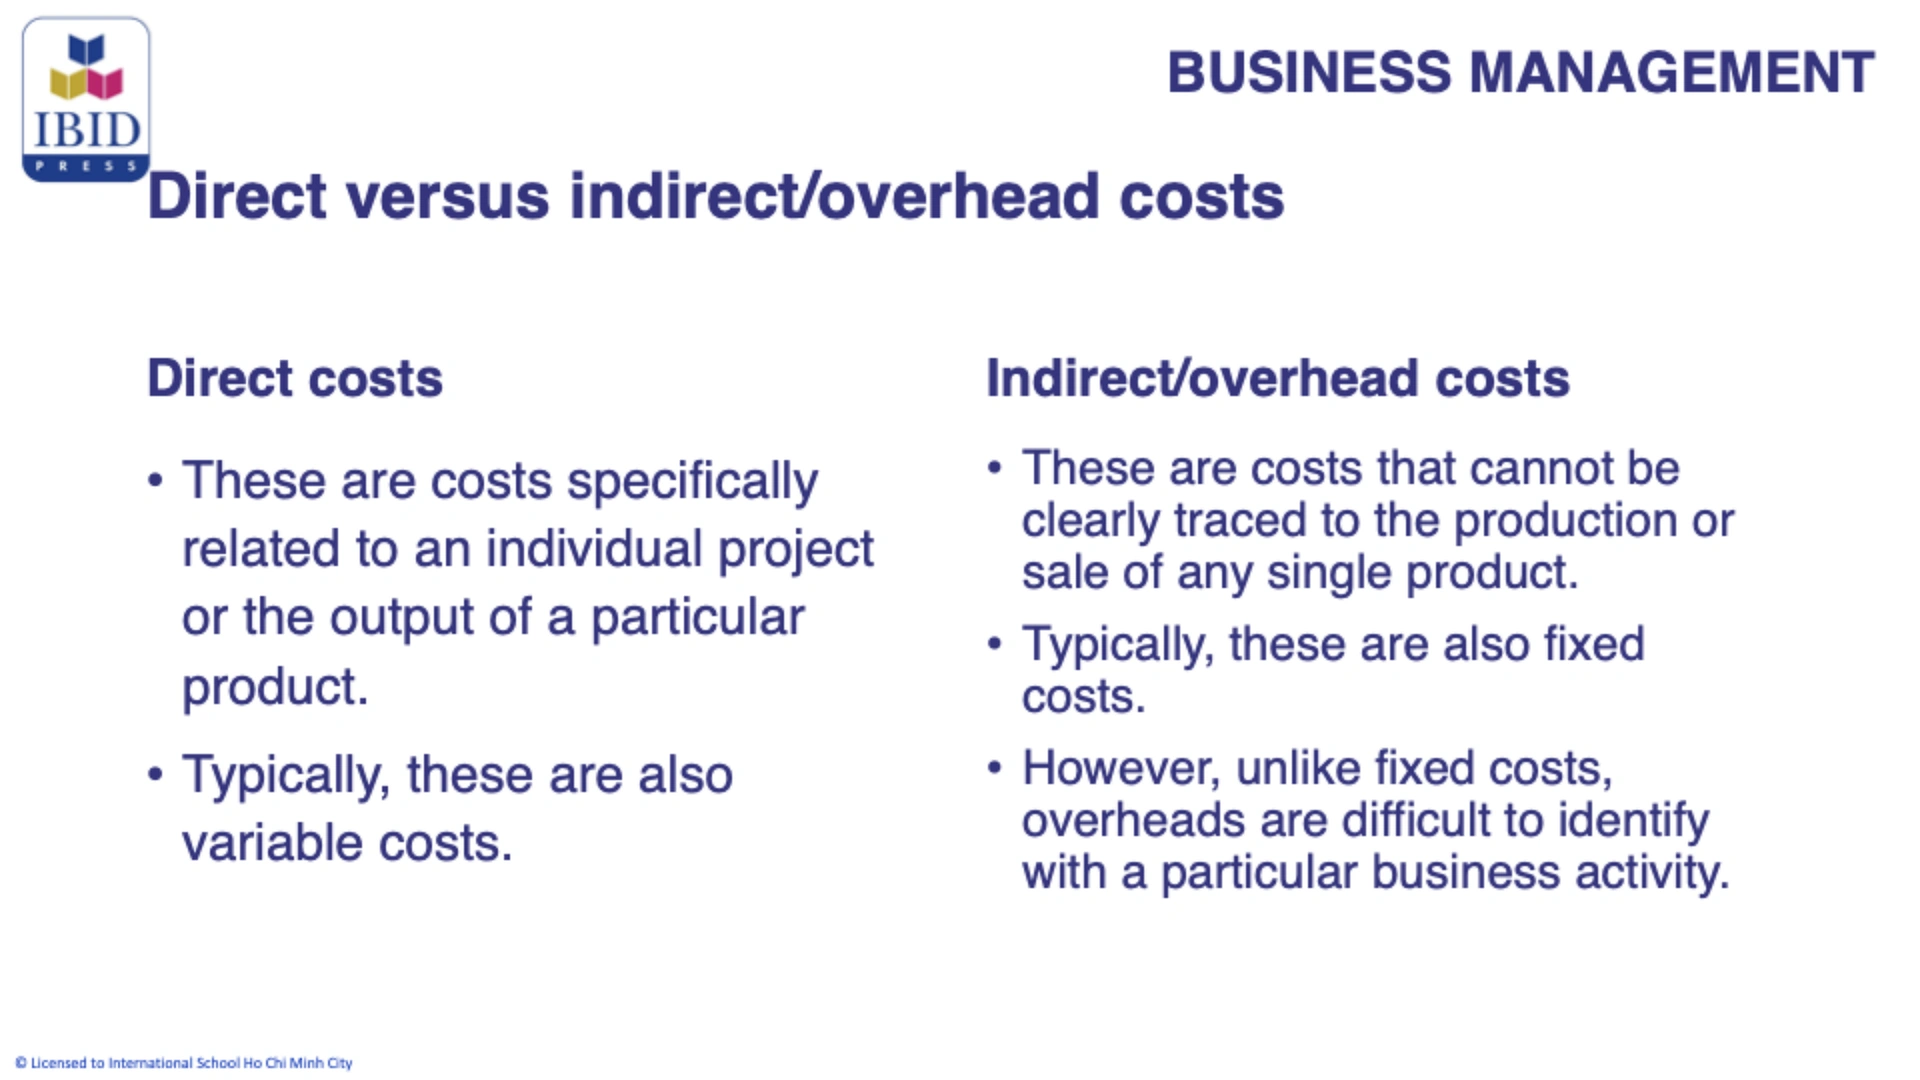 IBID
PRESS
BUSINESS MANAGEMENT
Direct versus indirect/overhead costs
Direct costs
• These are costs specifically
related to an individual project
or the output of a particular
product.
• Typically, these are also
variable costs.
Indirect/overhead costs
• These are costs that cannot be
clearly traced to the production or
sale of any single product.
• Typically, these are also fixed
costs.
• However, unlike fixed costs,
overheads are difficult to identify
with a particular business activity.
© Licensed to International School Ho Chi Minh City